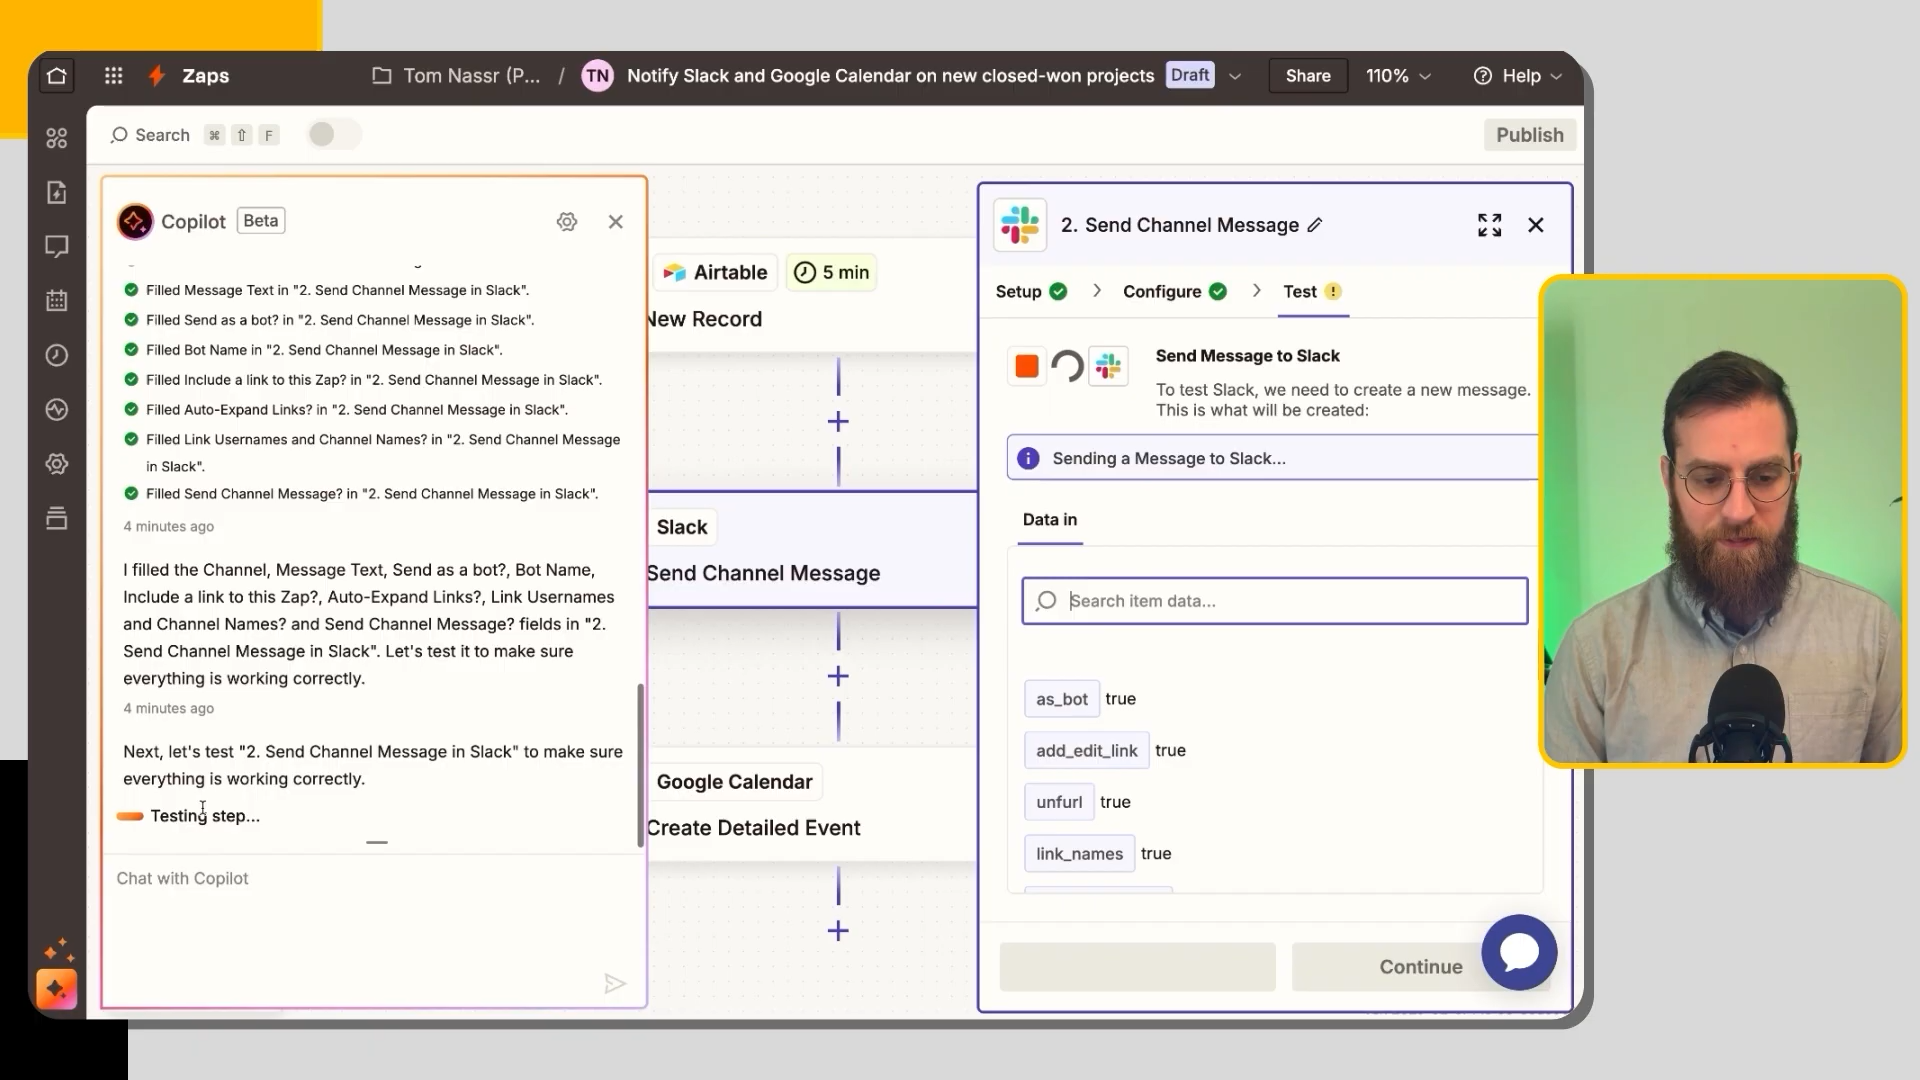 Zaps
Tom Nassr (P... / TN Notify Slack and Google Calendar on new closed-won projects Draft
Share
110%
Help
Search ⌘ ⇧ F
Publish
Copilot Beta
Filled Message Text in "2. Send Channel Message in Slack".
Filled Send as a bot? in "2. Send Channel Message in Slack".
Filled Bot Name in "2. Send Channel Message in Slack".
Filled Include a link to this Zap? in "2. Send Channel Message in Slack".
Filled Auto-Expand Links? in "2. Send Channel Message in Slack".
Filled Link Usernames and Channel Names? in "2. Send Channel Message
in Slack".
Filled Send Channel Message? in "2. Send Channel Message in Slack".
4 minutes ago
I filled the Channel, Message Text, Send as a bot?, Bot Name,
Include a link to this Zap?, Auto-Expand Links?, Link Usernames
and Channel Names? and Send Channel Message? fields in "2.
Send Channel Message in Slack". Let's test it to make sure
everything is working correctly.
4 minutes ago
Next, let's test "2. Send Channel Message in Slack" to make sure
everything is working correctly.
Testing step...
Chat with Copilot
Airtable
5 min
New Record
Slack
Send Channel Message
Google Calendar
Create Detailed Event
2. Send Channel Message
Setup
Configure
Test
Send Message to Slack
To test Slack, we need to create a new message.
This is what will be created:
Sending a Message to Slack...
Data in
Search item data...
as_bot true
add_edit_link true
unfurl true
link_names true
Continue